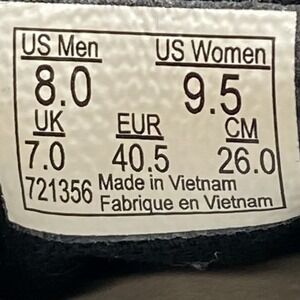 US Men US Women
8.0 9.5
UK EUR CM
7.0 40.5 26.0
721356 Made in Vietnam
Fabrique en Vietnam